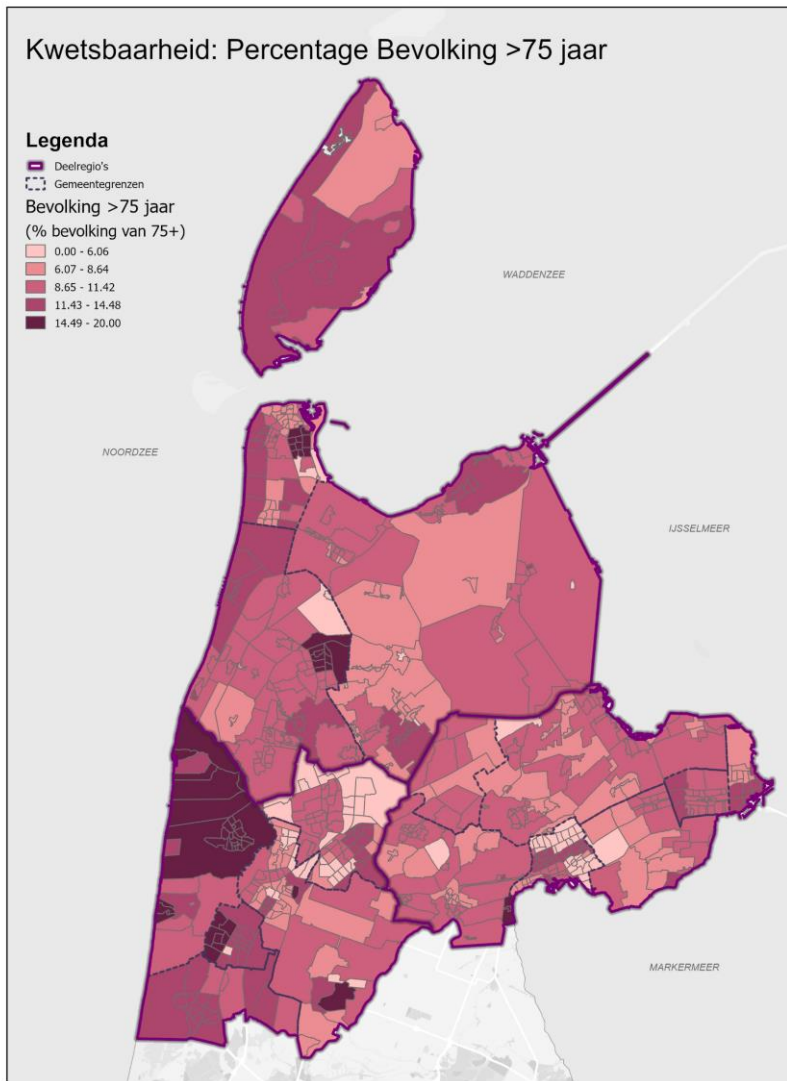 Kwetsbaarheid: Percentage Bevolking >75 jaar
Legenda
Deelregio's
Gemeentegrenzen
Bevolking >75 jaar
(% bevolking van 75+)
0.00 - 6.06
6.07 - 8.64
8.65 - 11.42
11.43 - 14.48
14.49 - 20.00
WADDENZEE
NOORDZEE
IJSSELMEER
MARKERMEER